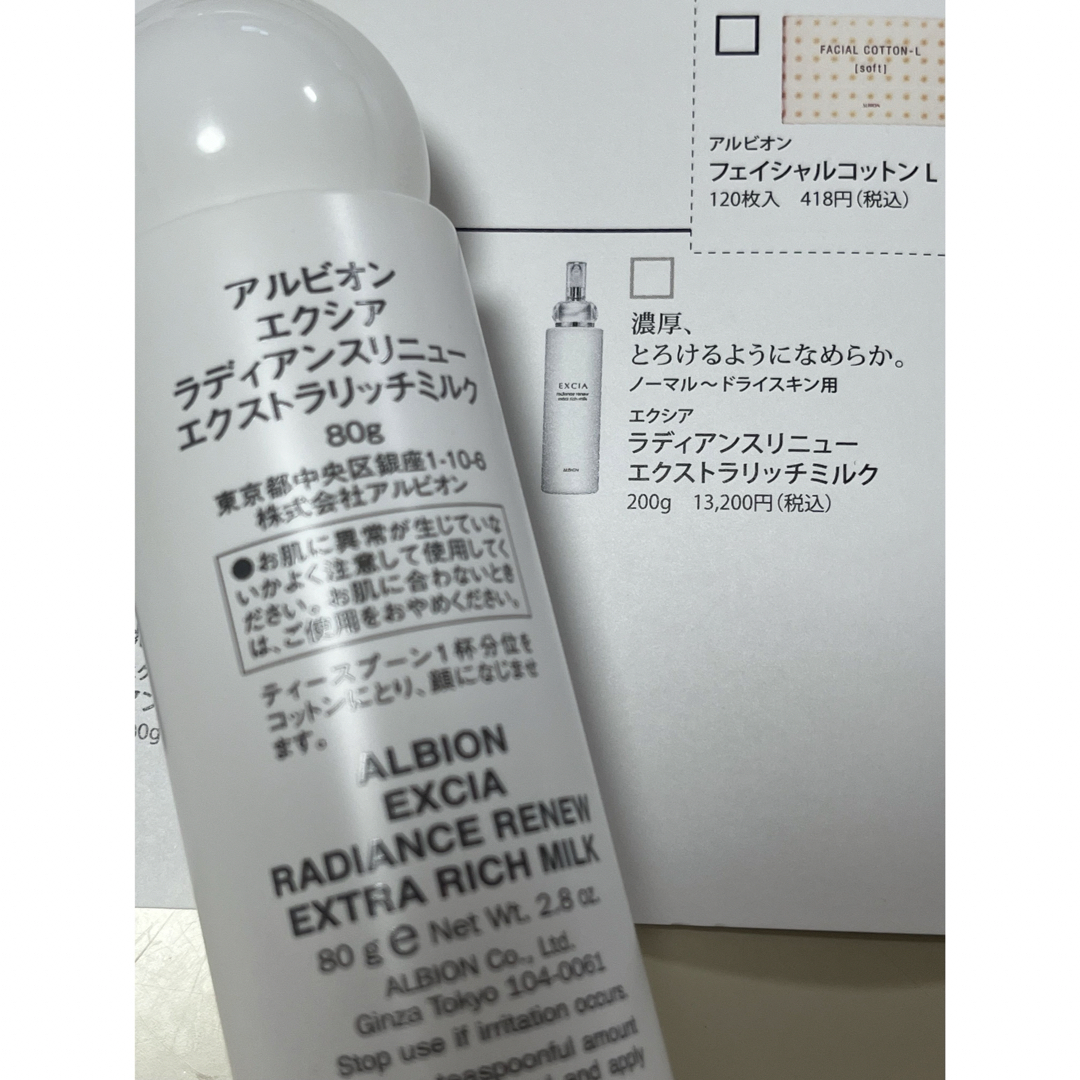 アルビオン
エクシア
ラディアンスリニュー
エクストラリッチミルク
80g
東京都中央区銀座1-10-6
株式会社アルビオン
●お肌に異常が生じていな
いかよく注意して使用してく
ださい。お肌に合わないとき
は、ご使用をおやめください。
ティースプーン1杯分位を
コットンにとり、顔になじませ
ます。
ALBION
EXCIA
RADIANCE RENEW
EXTRA RICH MILK
80 g e Net Wt. 2.8 oz.
ALBION Co., Ltd.
Ginza Tokyo 104-0061
Stop use if irritation occurs.
teaspoonful amount
and apply
FACIAL COTTON-L
[soft]
ALBION
アルビオン
フェイシャルコットン L
120枚入 418円(税込)
濃厚、
とろけるようになめらか。
ノーマル〜ドライスキン用
エクシア
ラディアンスリニュー
エクストラリッチミルク
200g 13,200円(税込)
EXCIA
radiance renew
extra rich milk
ALBION